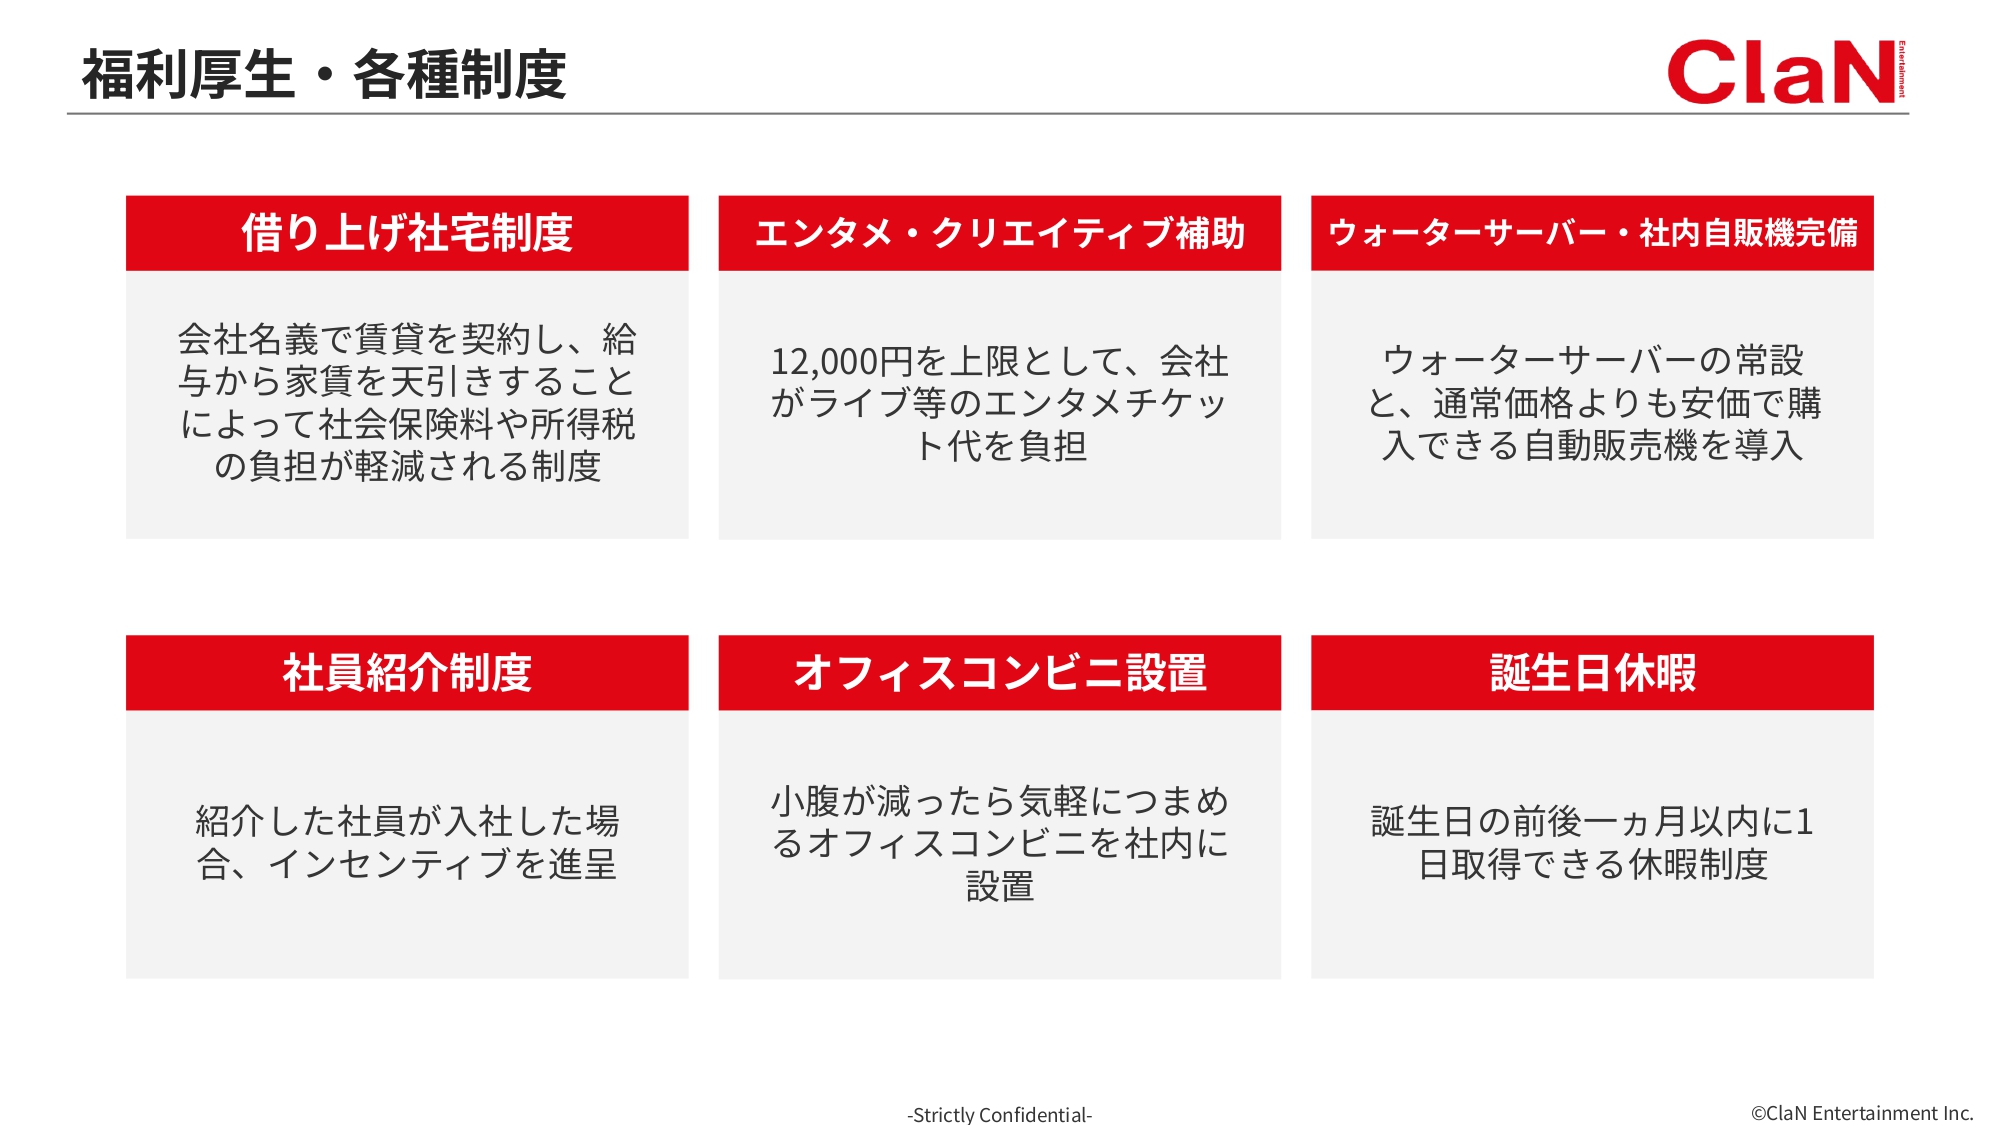 福利厚生・各種制度
ClaN
Entertainment
借り上げ社宅制度
会社名義で賃貸を契約し、給
与から家賃を天引きすること
によって社会保険料や所得税
の負担が軽減される制度
エンタメ・クリエイティブ補助
12,000円を上限として、会社
がライブ等のエンタメチケッ
ト代を負担
ウォーターサーバー・社内自販機完備
ウォーターサーバーの常設
と、通常価格よりも安価で購
入できる自動販売機を導入
社員紹介制度
紹介した社員が入社した場
合、インセンティブを進呈
オフィスコンビニ設置
小腹が減ったら気軽につまめ
るオフィスコンビニを社内に
設置
誕生日休暇
誕生日の前後一ヵ月以内に1
日取得できる休暇制度
-Strictly Confidential-
©ClaN Entertainment Inc.